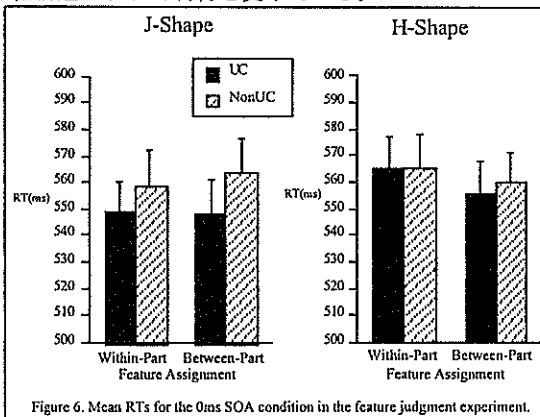 J-Shape
H-Shape
UC
NonUC
600
590
580
570
560
550
540
530
520
510
500
RT(ms)
Within-Part Between-Part
Feature Assignment
600
590
580
570
560
550
540
530
520
510
500
RT(ms)
Within-Part Between-Part
Feature Assignment
Figure 6. Mean RTs for the 0ms SOA condition in the feature judgment experiment.